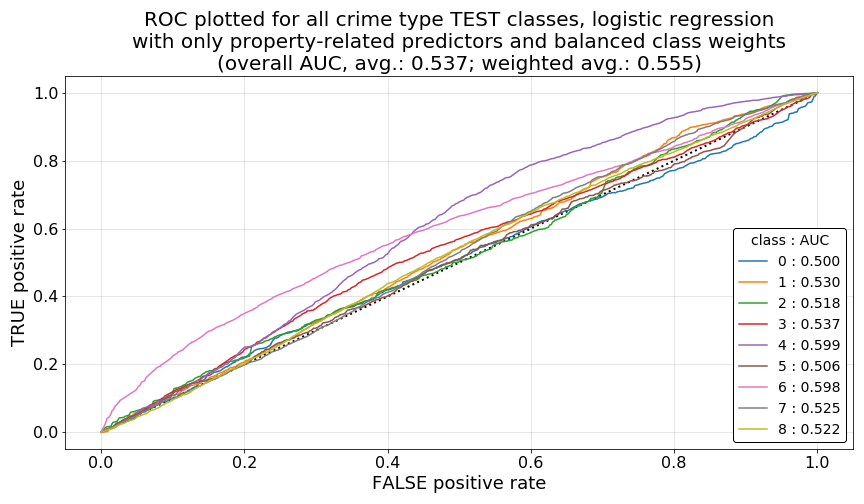 ROC plotted for all crime type TEST classes, logistic regression
with only property-related predictors and balanced class weights
(overall AUC, avg.: 0.537; weighted avg.: 0.555)
TRUE positive rate
1.0
0.8
0.6
0.4
0.2
0.0
class : AUC
0 : 0.500
1 : 0.530
2 : 0.518
3 : 0.537
4 : 0.599
5 : 0.506
6 : 0.598
7 : 0.525
8 : 0.522
0.0 0.2 0.4 0.6 0.8 1.0
FALSE positive rate